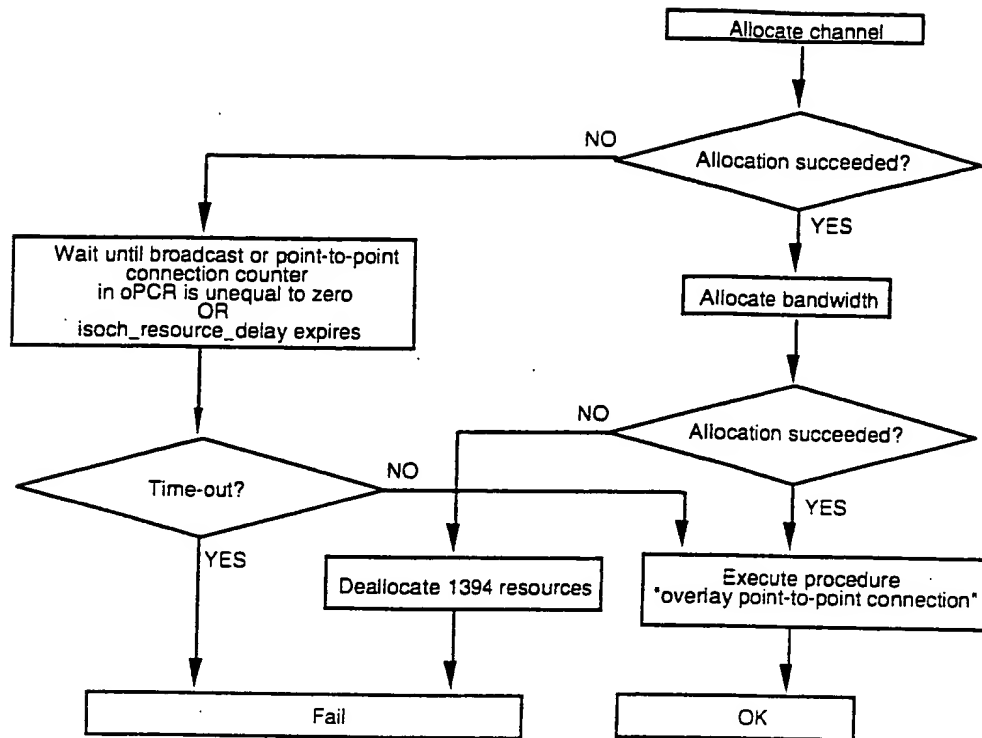 Allocate channel
NO
Allocation succeeded?
YES
Wait until broadcast or point-to-point
connection counter
in oPCR is unequal to zero
OR
isoch_resource_delay expires
Allocate bandwidth
NO
Allocation succeeded?
Time-out?
NO
YES
YES
Deallocate 1394 resources
Execute procedure
"overlay point-to-point connection"
Fail
OK